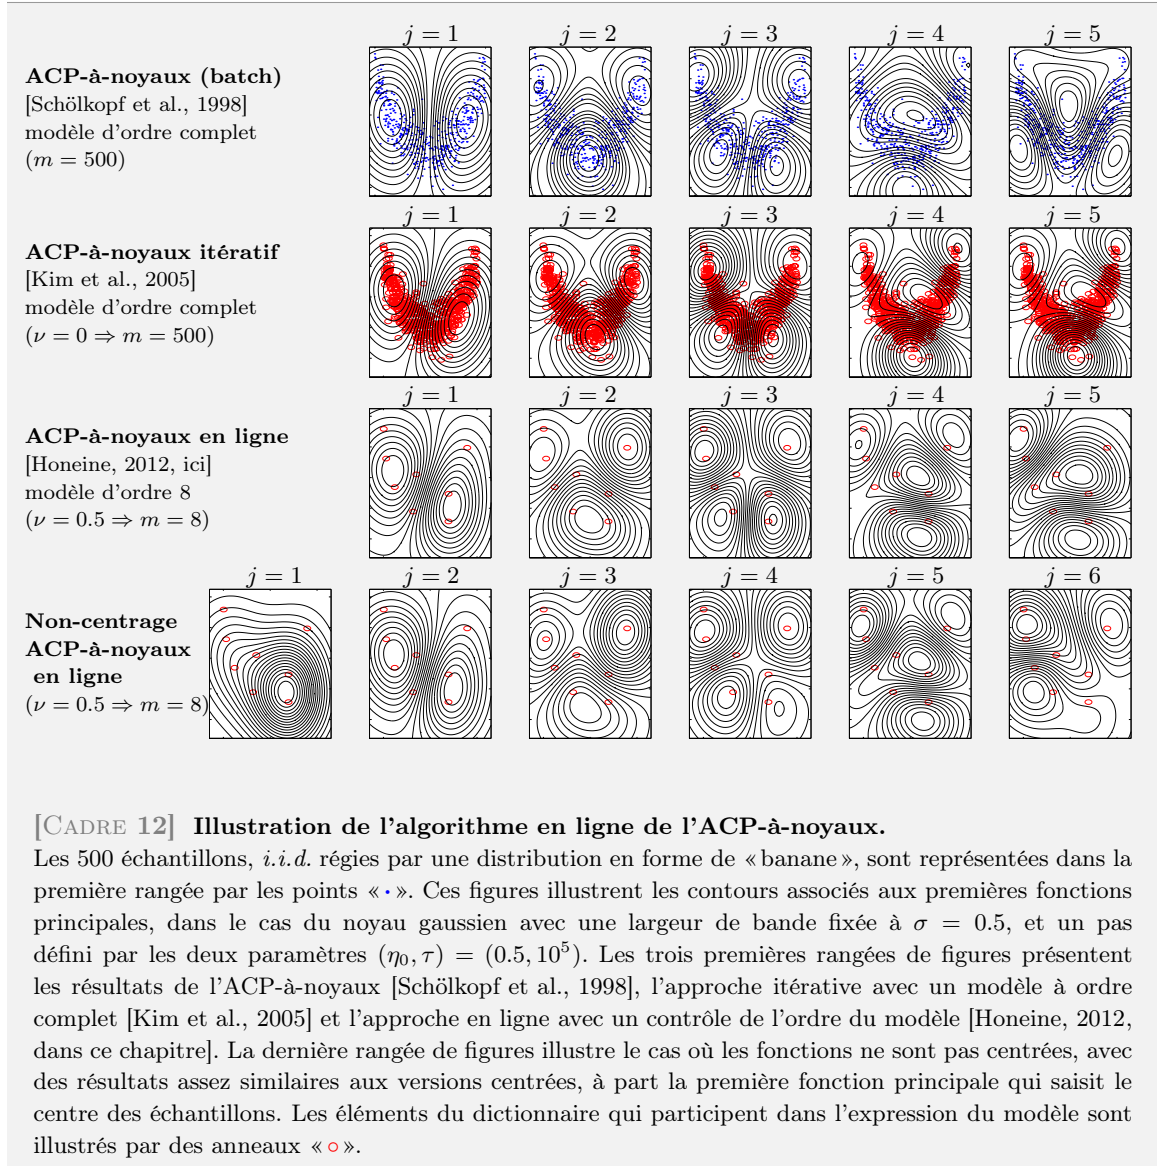 j = 1 j = 2 j = 3 j = 4 j = 5
ACP-à-noyaux (batch)
[Schölkopf et al., 1998]
modèle d'ordre complet
(m = 500)
j = 1 j = 2 j = 3 j = 4 j = 5
ACP-à-noyaux itératif
[Kim et al., 2005]
modèle d'ordre complet
(ν = 0 ⇒ m = 500)
j = 1 j = 2 j = 3 j = 4 j = 5
ACP-à-noyaux en ligne
[Honeine, 2012, ici]
modèle d'ordre 8
(ν = 0.5 ⇒ m = 8)
j = 1 j = 2 j = 3 j = 4 j = 5 j = 6
Non-centrage
ACP-à-noyaux
en ligne
(ν = 0.5 ⇒ m = 8)
[CADRE 12] Illustration de l'algorithme en ligne de l'ACP-à-noyaux.
Les 500 échantillons, i.i.d. régies par une distribution en forme de « banane », sont représentées dans la
première rangée par les points « · ». Ces figures illustrent les contours associés aux premières fonctions
principales, dans le cas du noyau gaussien avec une largeur de bande fixée à σ = 0.5, et un pas
défini par les deux paramètres (η₀, τ) = (0.5, 10⁵). Les trois premières rangées de figures présentent
les résultats de l'ACP-à-noyaux [Schölkopf et al., 1998], l'approche itérative avec un modèle à ordre
complet [Kim et al., 2005] et l'approche en ligne avec un contrôle de l'ordre du modèle [Honeine, 2012,
dans ce chapitre]. La dernière rangée de figures illustre le cas où les fonctions ne sont pas centrées, avec
des résultats assez similaires aux versions centrées, à part la première fonction principale qui saisit le
centre des échantillons. Les éléments du dictionnaire qui participent dans l'expression du modèle sont
illustrés par des anneaux « ○ ».